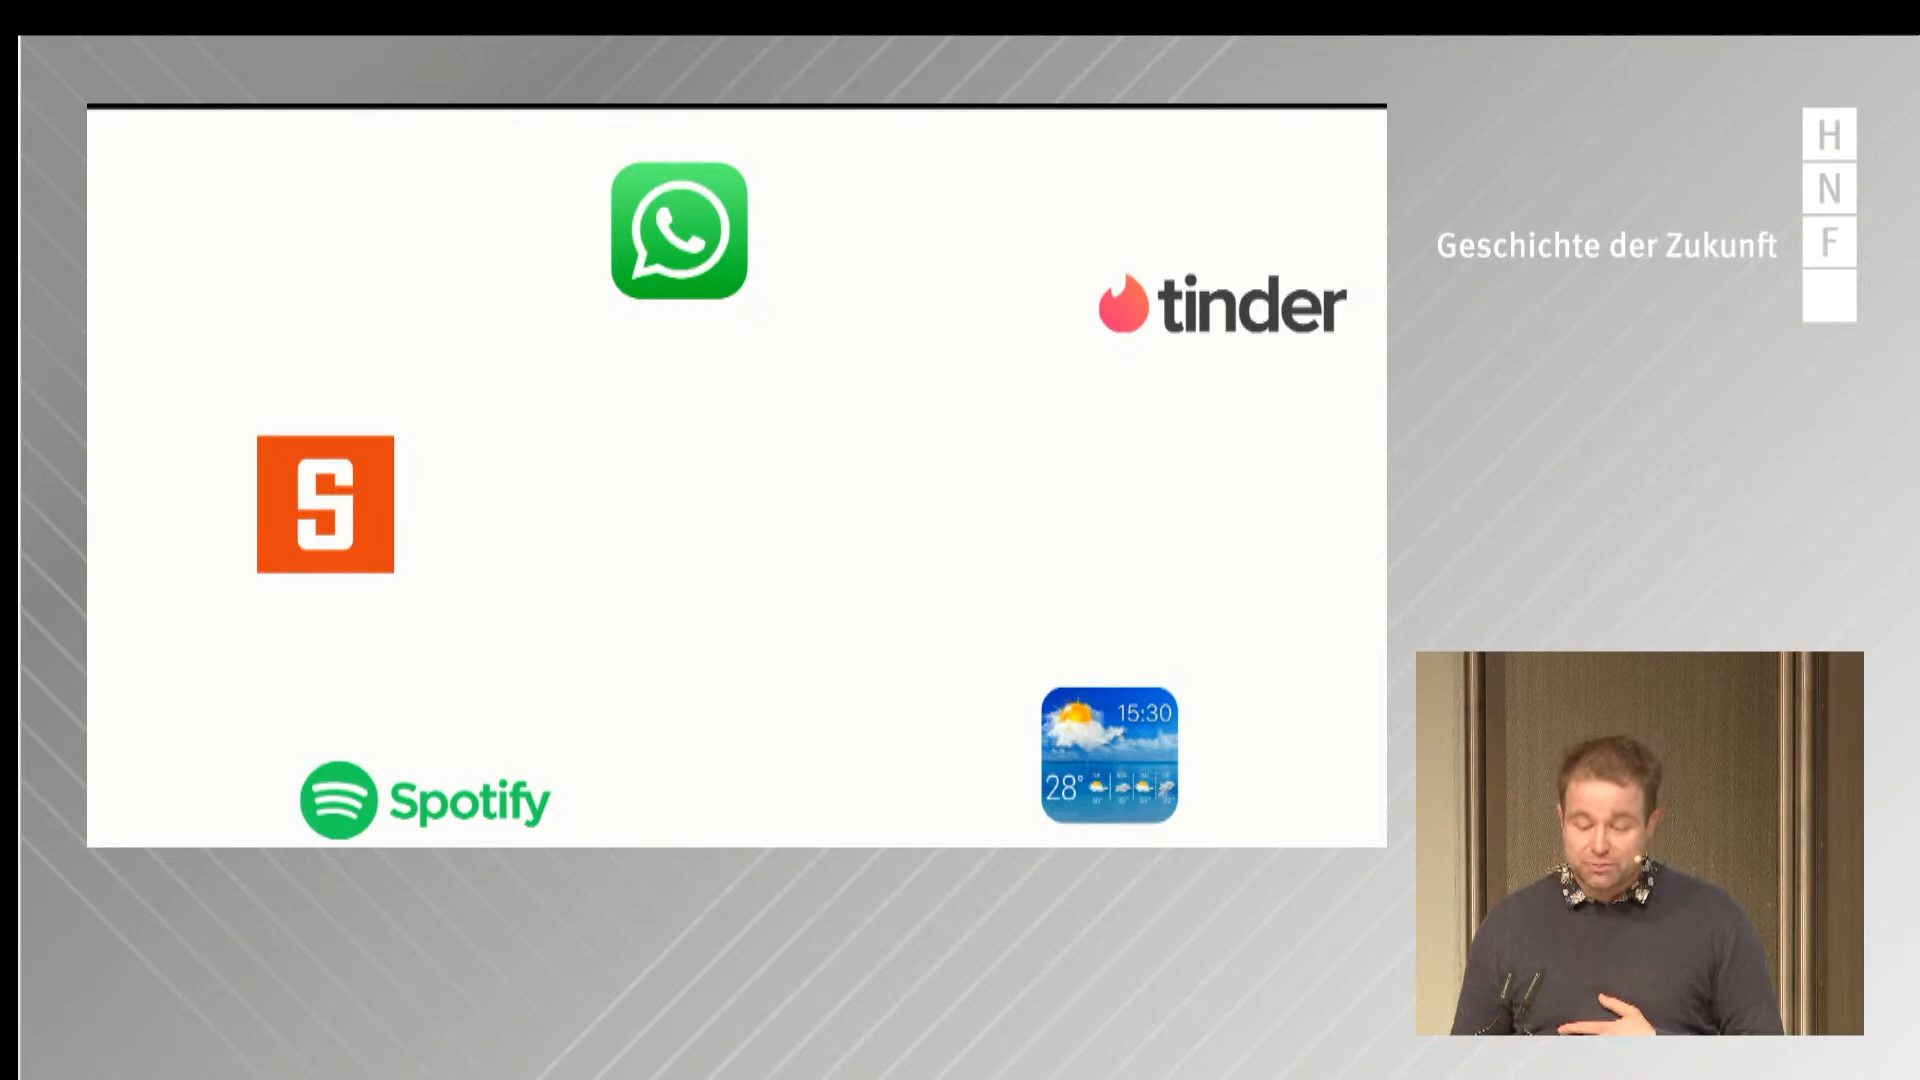 H
N
F
Geschichte der Zukunft
tinder
S
15:30
28°
Spotify